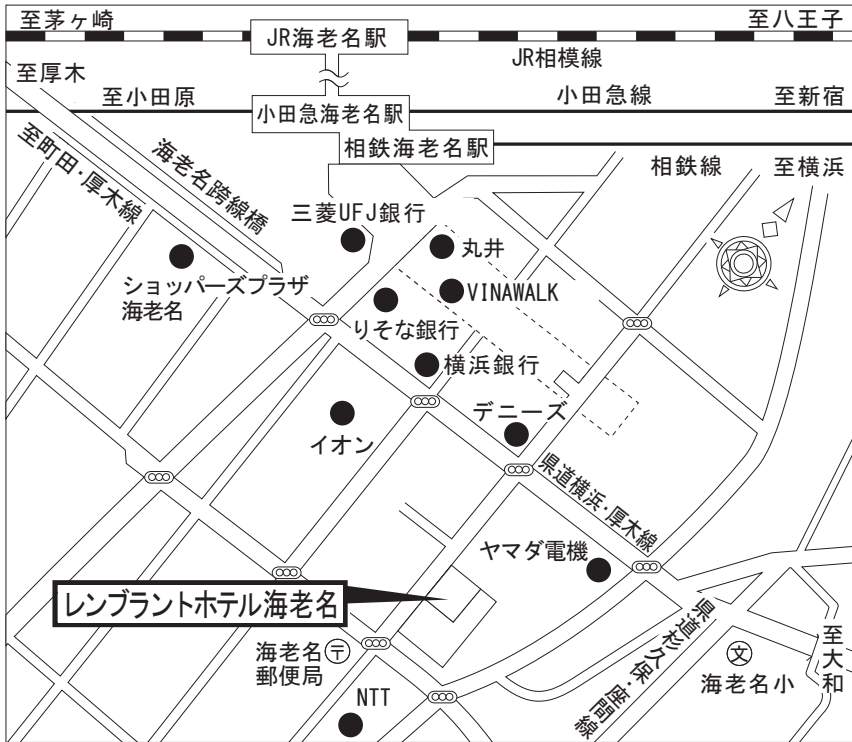 至茅ヶ崎
JR海老名駅
至八王子
JR相模線
至厚木
至小田原
小田急海老名駅
小田急線
至新宿
相鉄海老名駅
相鉄線
至横浜
至町田・厚木線
海老名跨線橋
三菱UFJ銀行
丸井
ショッパーズプラザ
海老名
VINAWALK
りそな銀行
横浜銀行
デニーズ
イオン
県道横浜・厚木線
ヤマダ電機
レンブラントホテル海老名
海老名
郵便局
〒
県道杉久保・座間線
文
海老名小
至大和
NTT